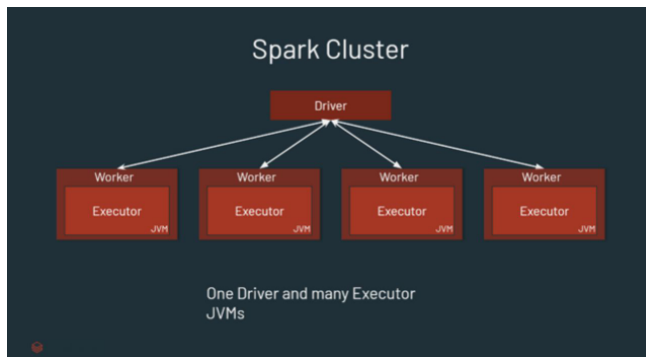 Spark Cluster
Driver
Worker Worker Worker Worker
Executor Executor Executor Executor
JVM JVM JVM JVM
One Driver and many Executor
JVMs